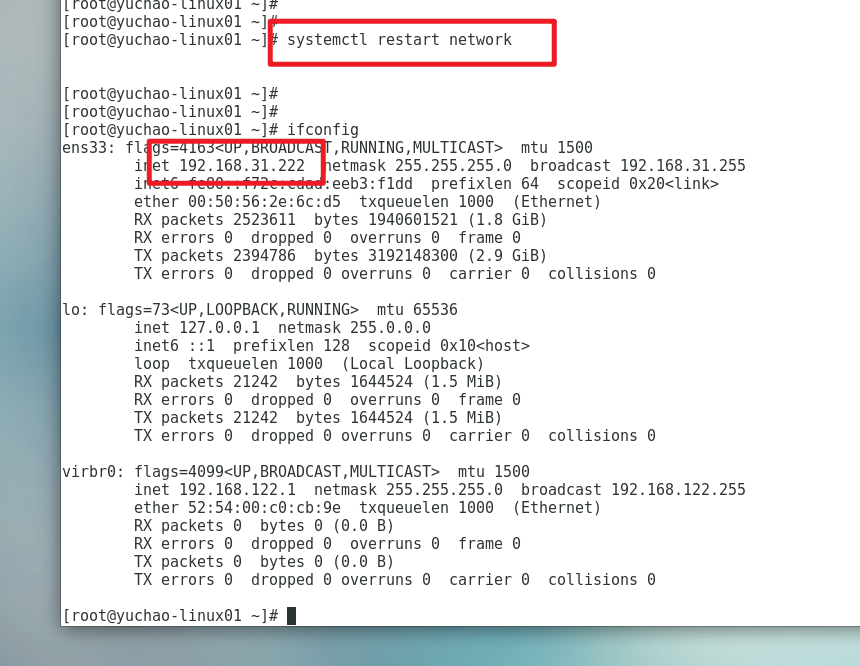 [root@yuchao-linux01 ~]#
[root@yuchao-linux01 ~]#
[root@yuchao-linux01 ~]# systemctl restart network
[root@yuchao-linux01 ~]#
[root@yuchao-linux01 ~]#
[root@yuchao-linux01 ~]# ifconfig
ens33: flags=4163<UP,BROADCAST,RUNNING,MULTICAST>  mtu 1500
        inet 192.168.31.222  netmask 255.255.255.0  broadcast 192.168.31.255
        inet6 prefixlen 64  scopeid 0x20<link>
        ether 00:50:56:2e:6c:d5  txqueuelen 1000  (Ethernet)
        RX packets 2523611  bytes 1940601521 (1.8 GiB)
        RX errors 0  dropped 0  overruns 0  frame 0
        TX packets 2394786  bytes 3192148300 (2.9 GiB)
        TX errors 0  dropped 0 overruns 0  carrier 0  collisions 0
lo: flags=73<UP,LOOPBACK,RUNNING>  mtu 65536
        inet 127.0.0.1  netmask 255.0.0.0
        inet6 ::1  prefixlen 128  scopeid 0x10<host>
        loop  txqueuelen 1000  (Local Loopback)
        RX packets 21242  bytes 1644524 (1.5 MiB)
        RX errors 0  dropped 0  overruns 0  frame 0
        TX packets 21242  bytes 1644524 (1.5 MiB)
        TX errors 0  dropped 0 overruns 0  carrier 0  collisions 0
virbr0: flags=4099<UP,BROADCAST,MULTICAST>  mtu 1500
        inet 192.168.122.1  netmask 255.255.255.0  broadcast 192.168.122.255
        ether 52:54:00:c0:cb:9e  txqueuelen 1000  (Ethernet)
        RX packets 0  bytes 0 (0.0 B)
        RX errors 0  dropped 0  overruns 0  frame 0
        TX packets 0  bytes 0 (0.0 B)
        TX errors 0  dropped 0 overruns 0  carrier 0  collisions 0
[root@yuchao-linux01 ~]#